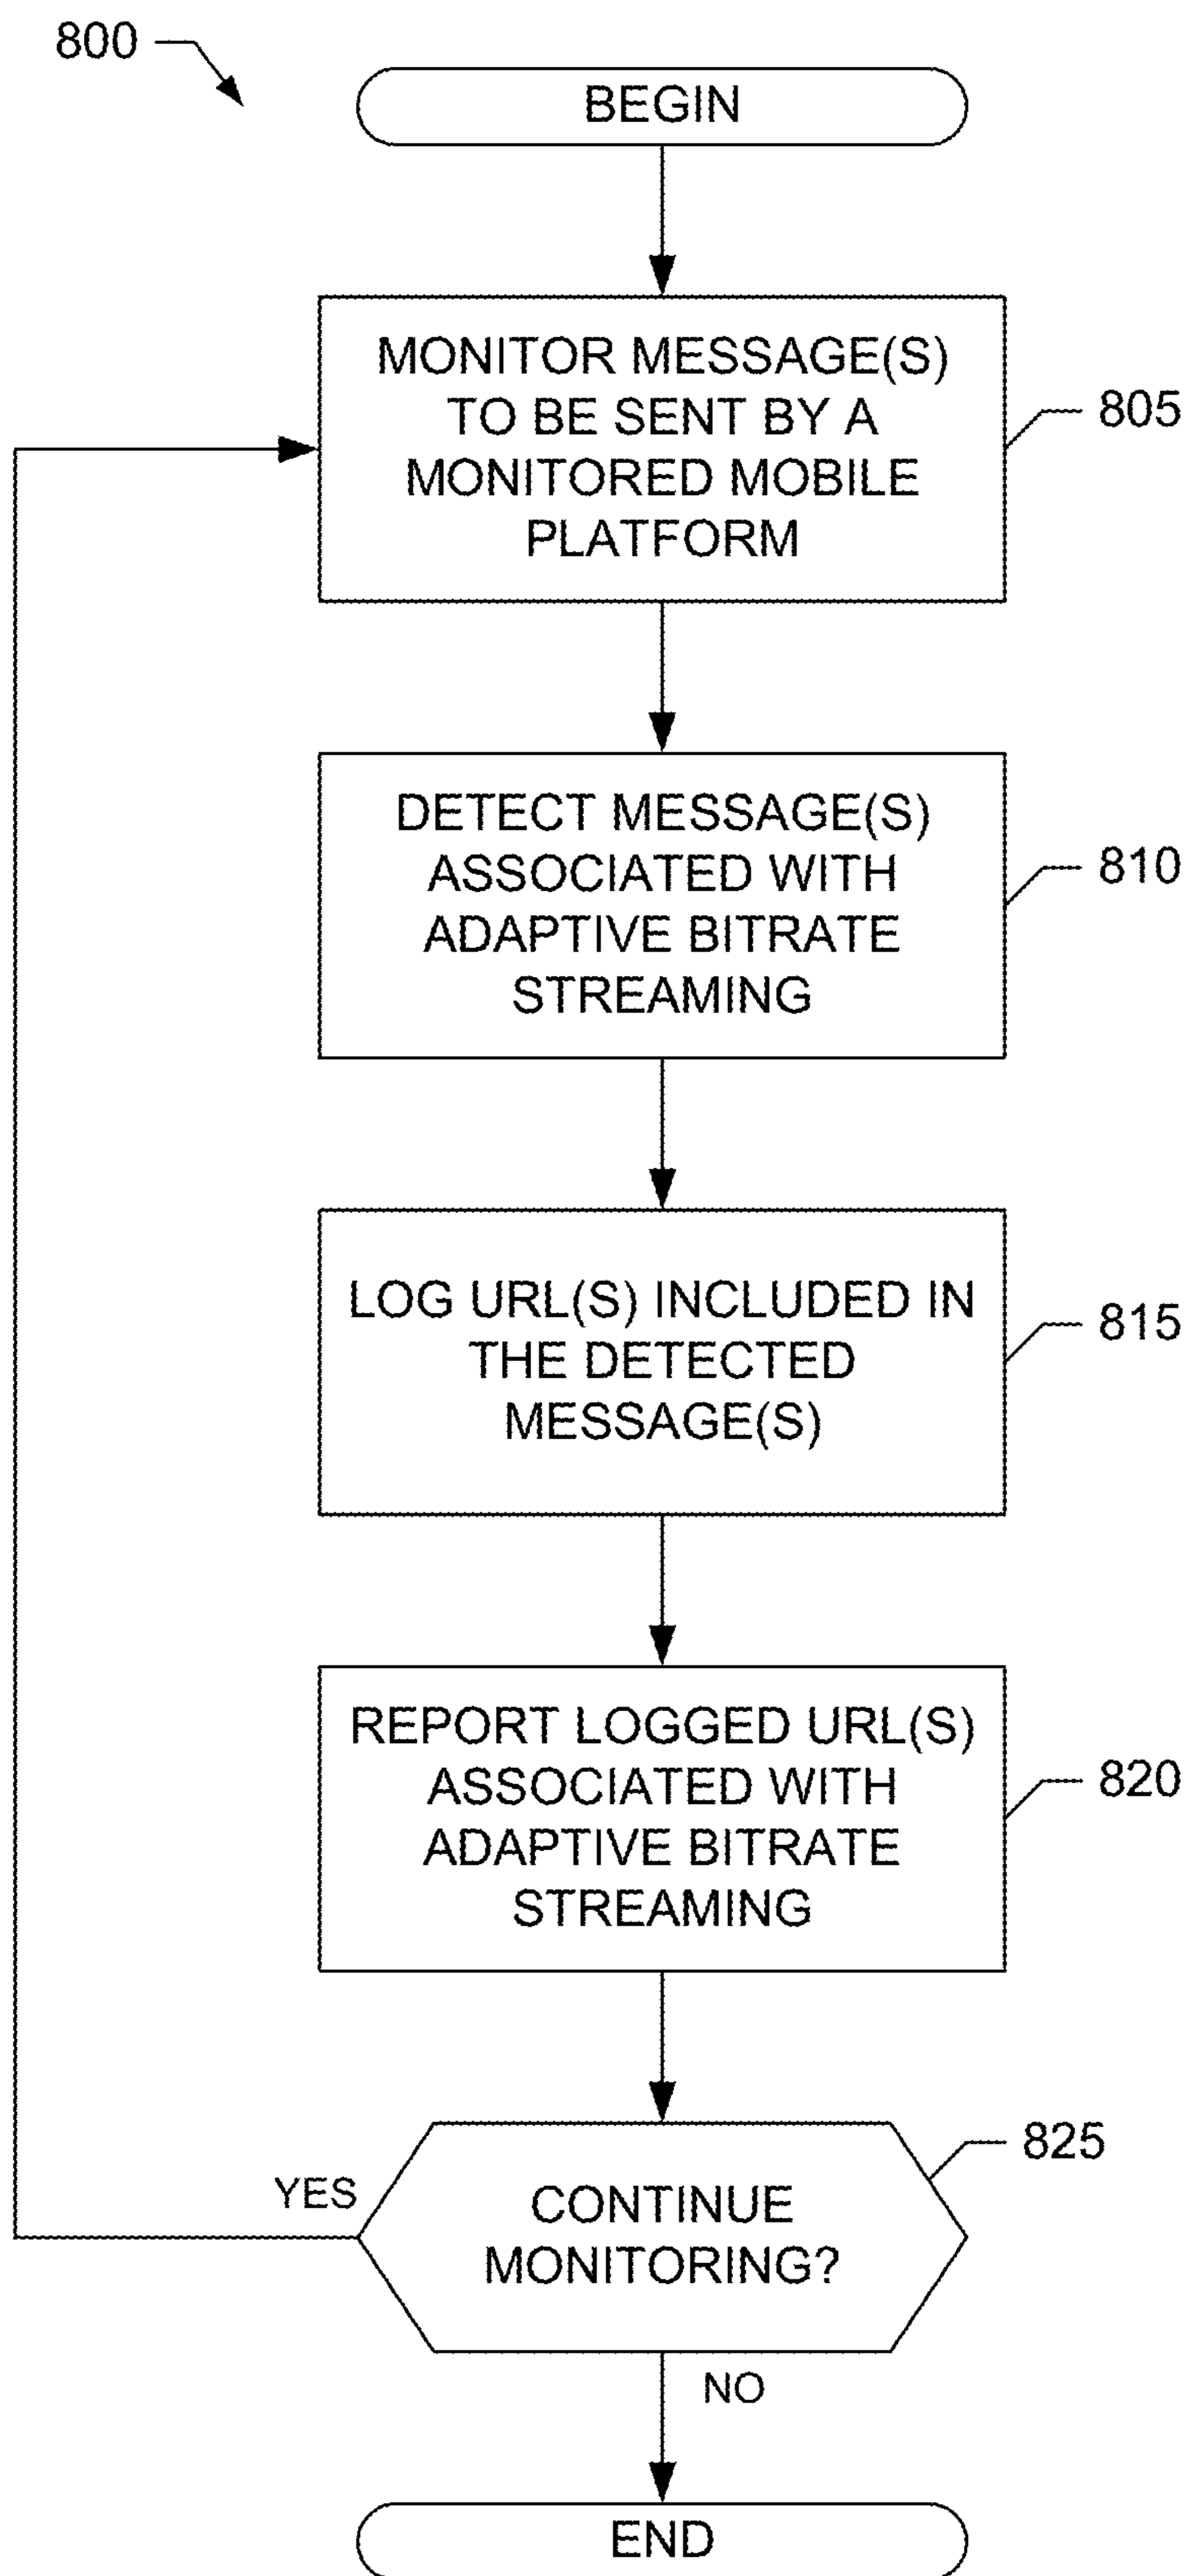 800
BEGIN
MONITOR MESSAGE(S)
TO BE SENT BY A
MONITORED MOBILE
PLATFORM
805
DETECT MESSAGE(S)
ASSOCIATED WITH
ADAPTIVE BITRATE
STREAMING
810
LOG URL(S) INCLUDED IN
THE DETECTED
MESSAGE(S)
815
REPORT LOGGED URL(S)
ASSOCIATED WITH
ADAPTIVE BITRATE
STREAMING
820
CONTINUE
MONITORING?
825
YES
NO
END